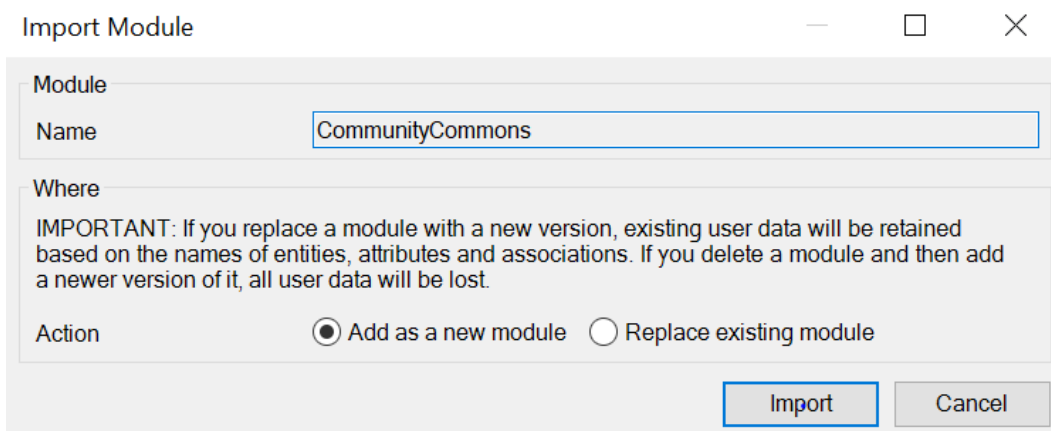 Import Module
Module
Name CommunityCommons
Where
IMPORTANT: If you replace a module with a new version, existing user data will be retained
based on the names of entities, attributes and associations. If you delete a module and then add
a newer version of it, all user data will be lost.
Action Add as a new module Replace existing module
Import Cancel